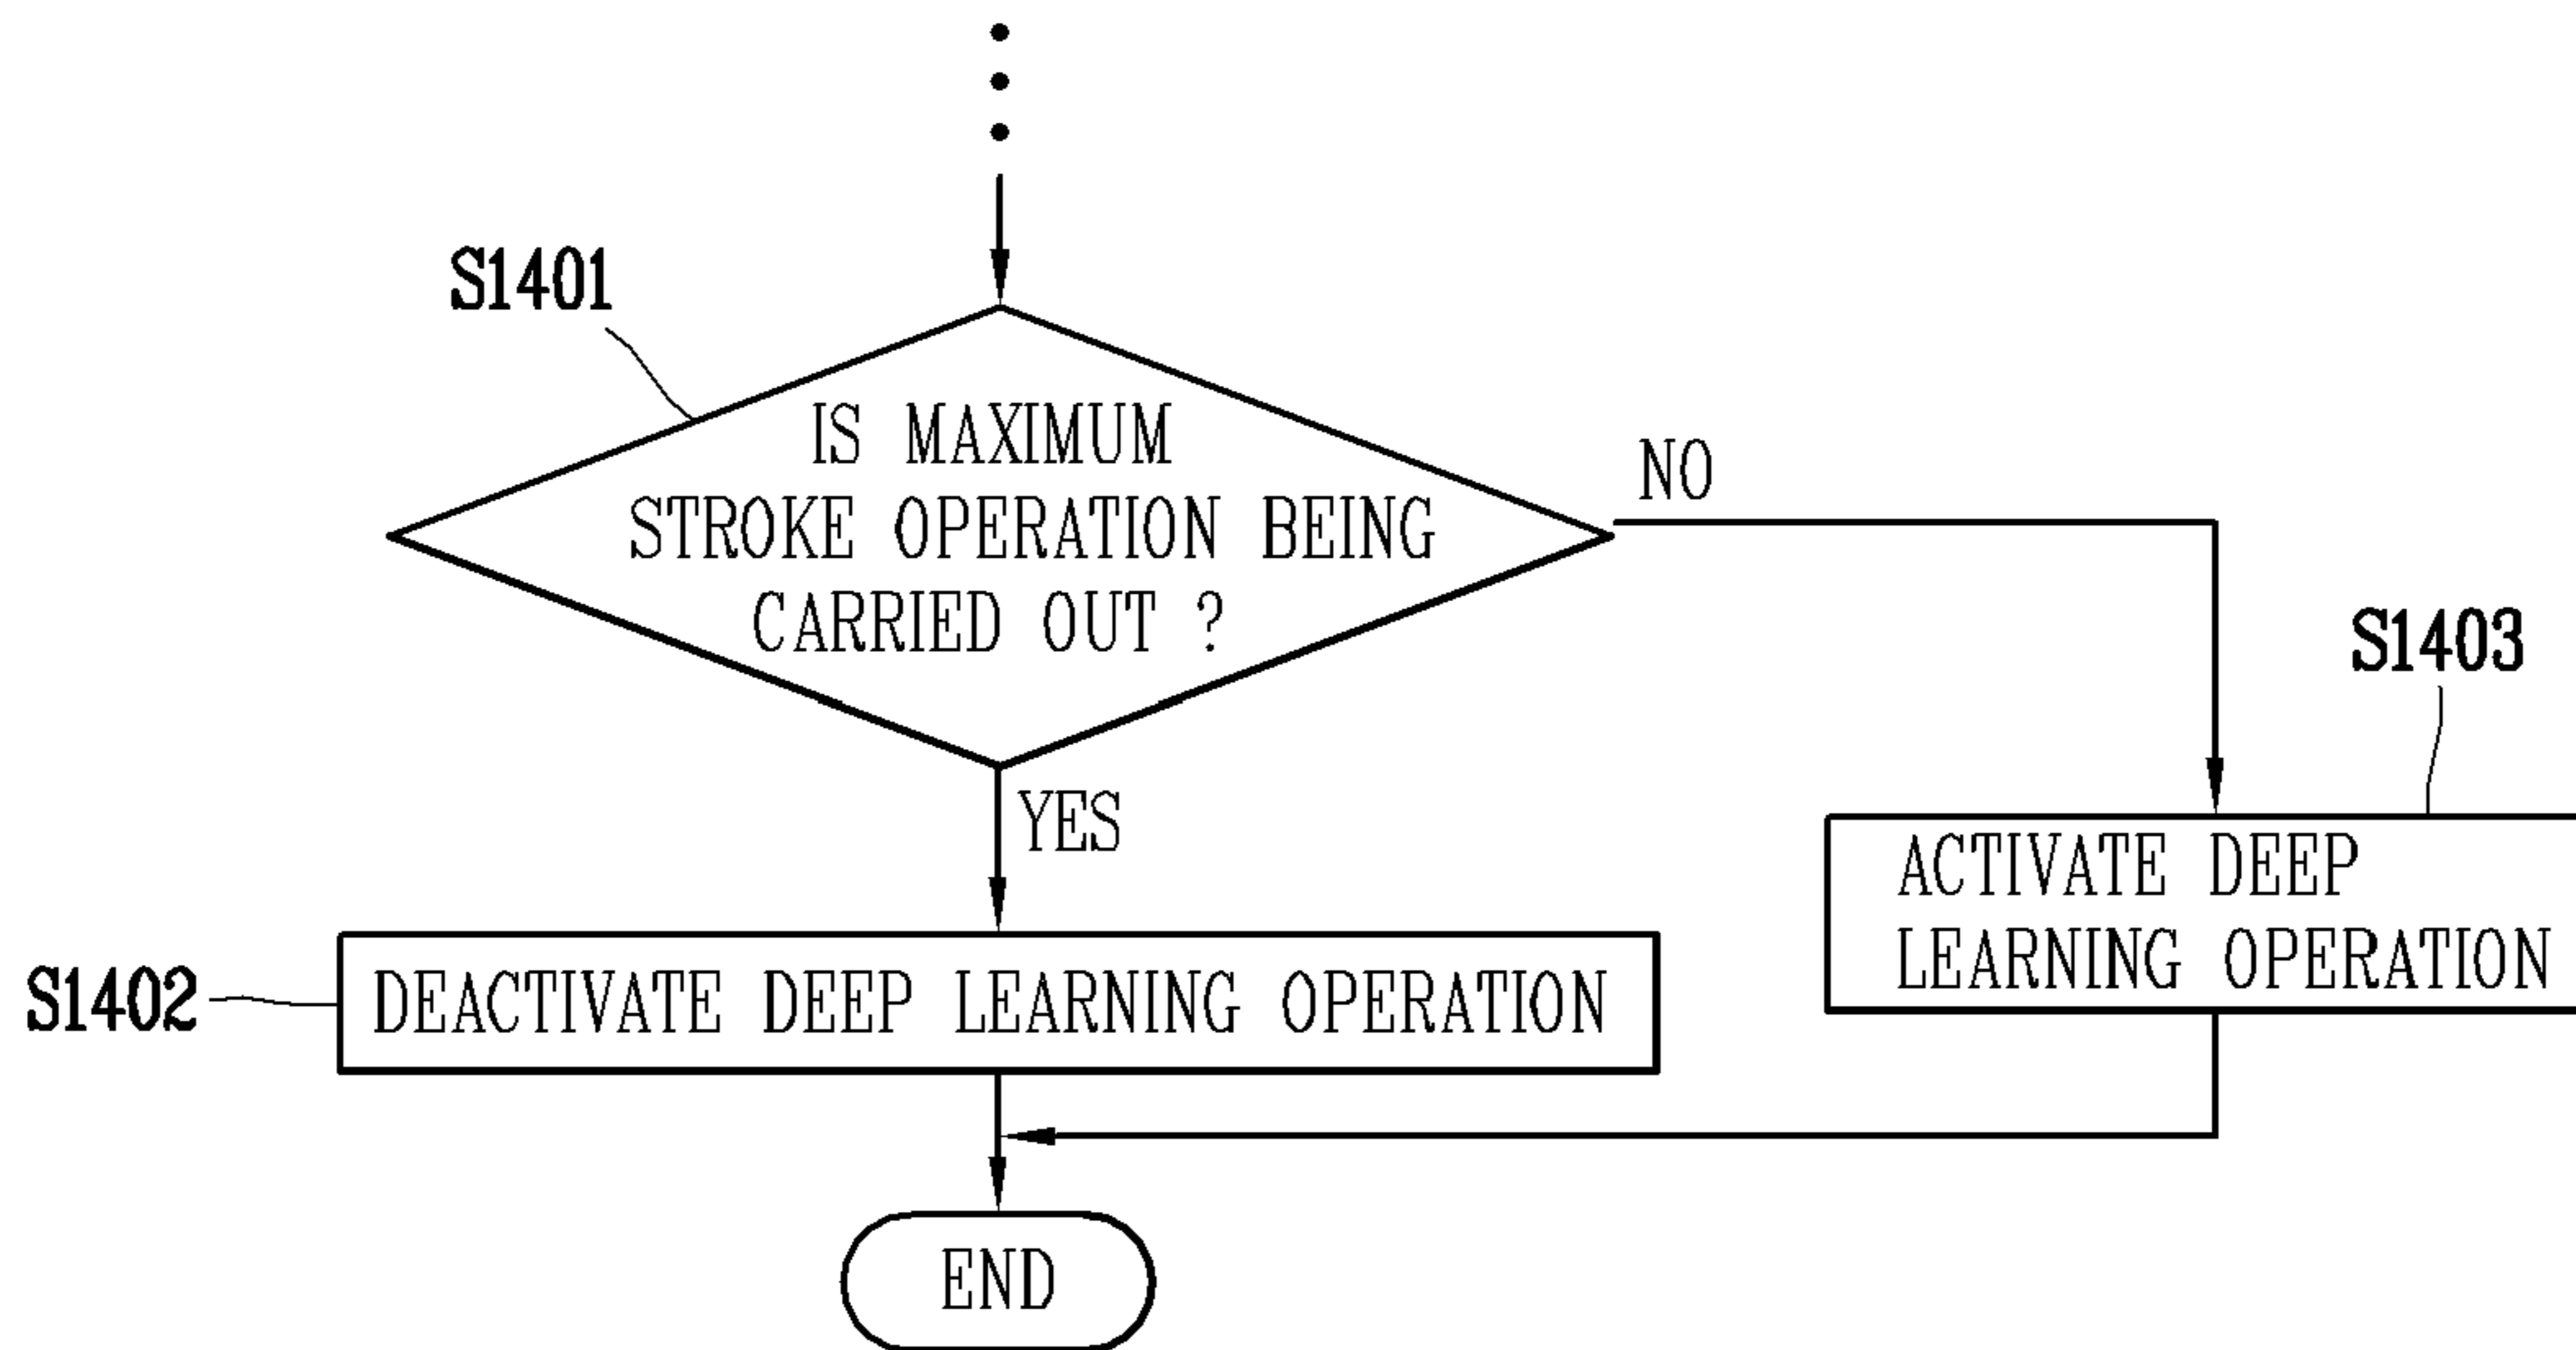 S1401
IS MAXIMUM
STROKE OPERATION BEING
CARRIED OUT ?
NO
YES
S1403
ACTIVATE DEEP
LEARNING OPERATION
S1402
DEACTIVATE DEEP LEARNING OPERATION
END